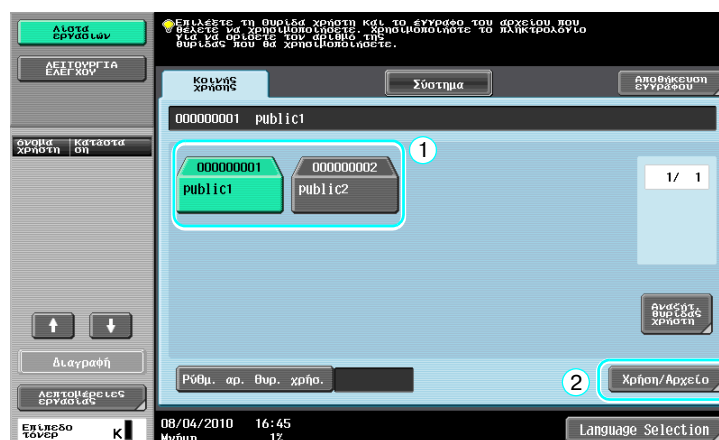 Λίστα
εργασιών
ΛΕΙΤΟΥΡΓΙΑ
ΕΛΕΓΧΟΥ
όνομα
χρήστη
Κατάστα
ση
Διαγραφή
Λεπτομέρειες
εργασίας
Επίπεδο
τόνερ
K
Επιλέξτε τη θυρίδα χρήστη και το έγγραφο του αρχείου που
θέλετε να χρησιμοποιήσετε. Χρησιμοποιήστε το πληκτρολόγιο
για να ορίσετε τον αριθμό της
θυρίδας που θα χρησιμοποιήσετε.
Κοινής
χρήσης
Σύστημα
Αποθήκευση
εγγράφου
000000001 public1
1
000000001
public1
000000002
public2
1/ 1
Αναζήτ.
θυρίδας
χρήστη
Ρύθμ. αρ. θυρ. χρήσ.
2
Χρήση/Αρχείο
08/04/2010 16:45
Μνήμη 1%
Language Selection